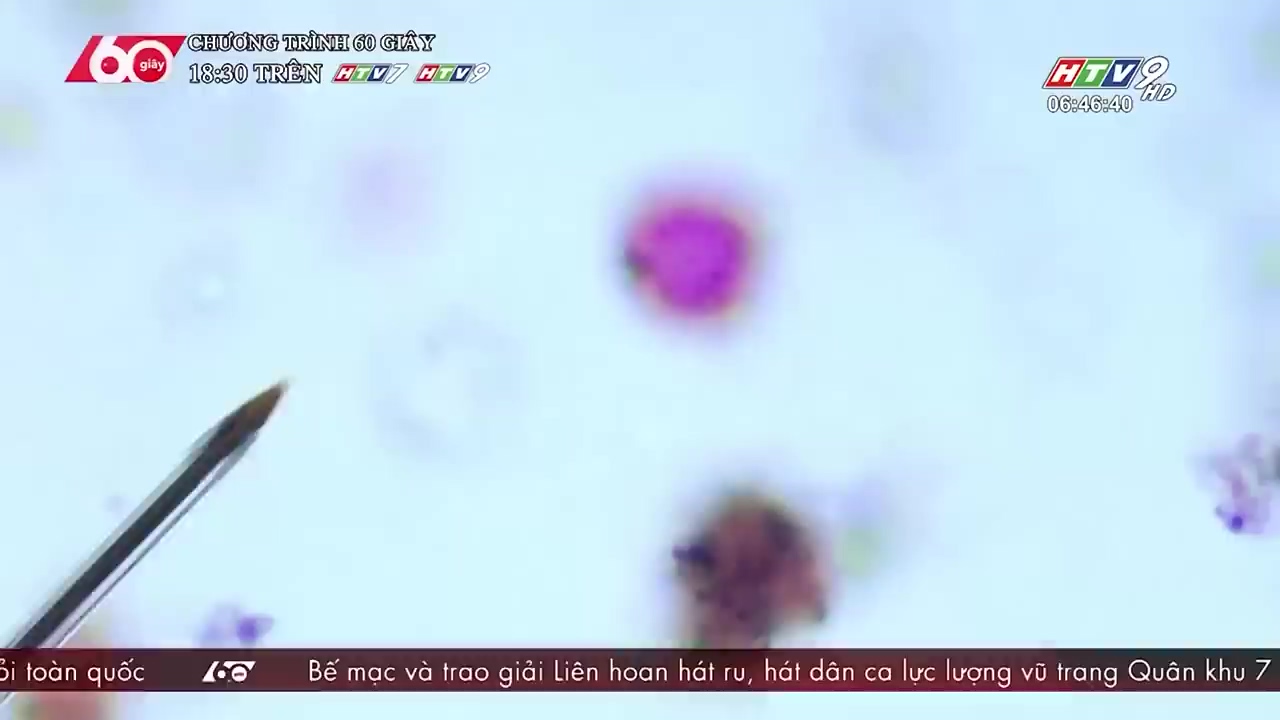 60 giây
CHƯƠNG TRÌNH 60 GIÂY
18:30 TRÊN HTV7 HTV9
HTV9 HD
06:46:40
ỏi toàn quốc 60 giây Bế mạc và trao giải Liên hoan hát ru, hát dân ca lực lượng vũ trang Quân khu 7